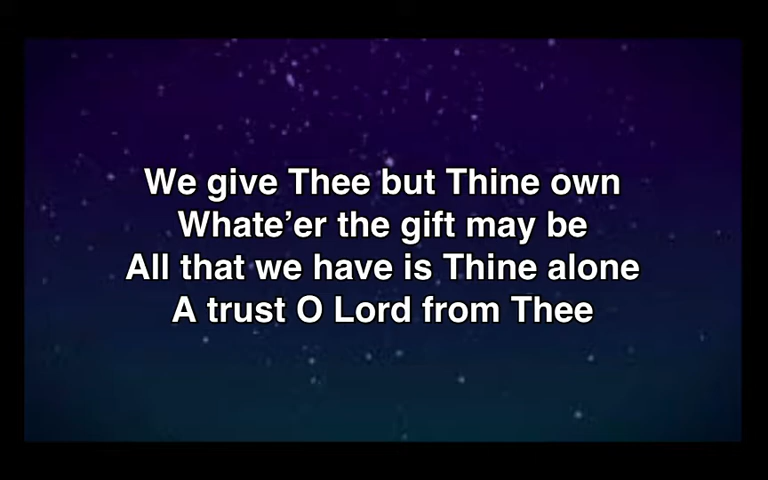 We give Thee but Thine own
Whate’er the gift may be
All that we have is Thine alone
A trust O Lord from Thee